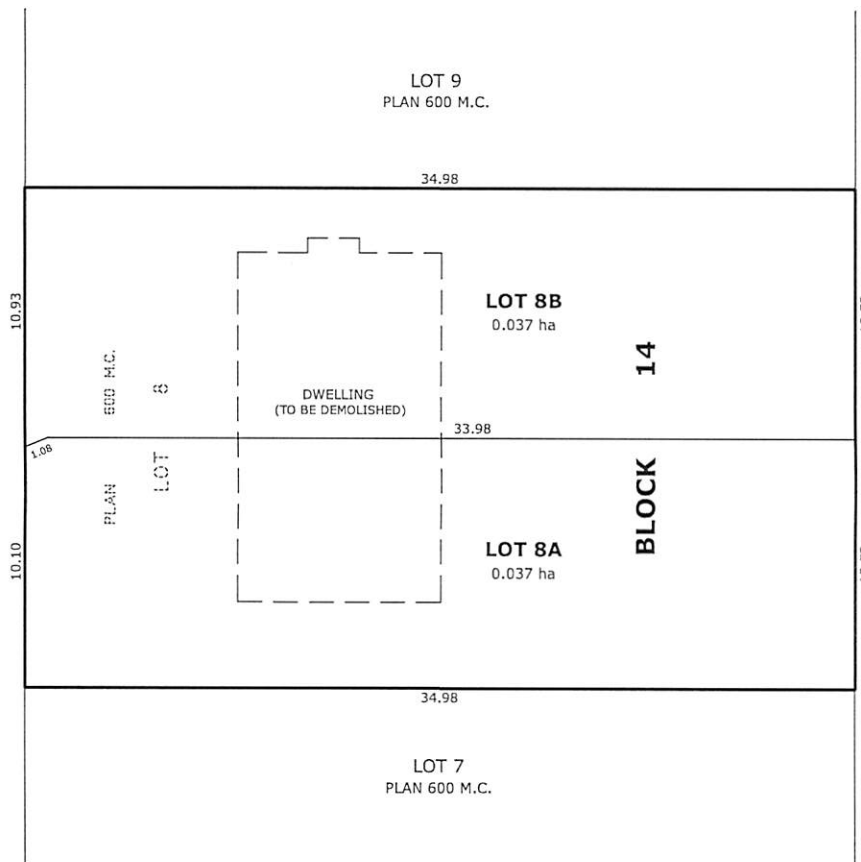 LOT 9
PLAN 600 M.C.
34.98
10.93
LOT 8B
0.037 ha
14
600 M.C.
8
DWELLING
(TO BE DEMOLISHED)
33.98
1.08
LOT
PLAN
BLOCK
10.10
LOT 8A
0.037 ha
34.98
LOT 7
PLAN 600 M.C.